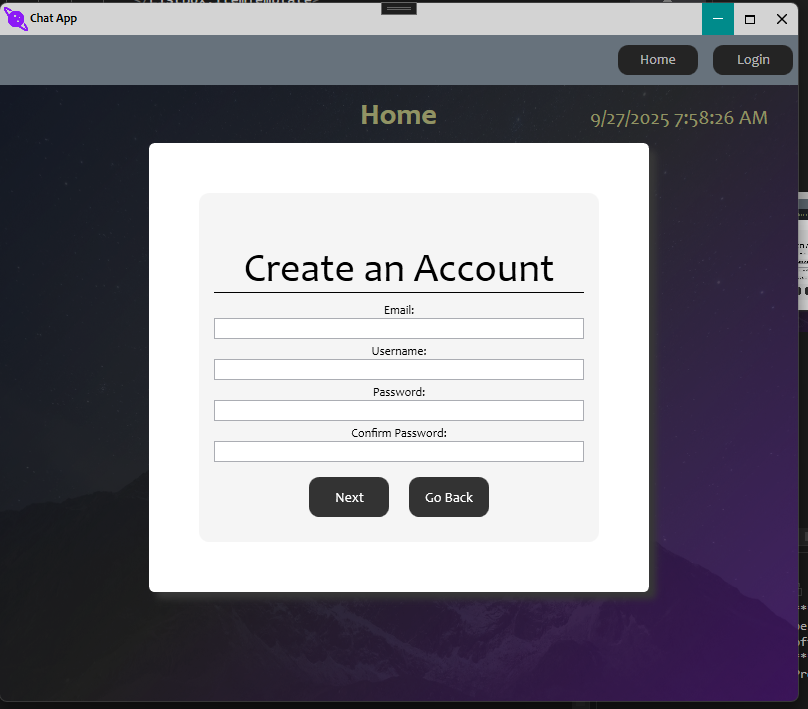 Chat App
Home
Login
Home
9/27/2025 7:58:26 AM
Create an Account
Email:
Username:
Password:
Confirm Password:
Next
Go Back